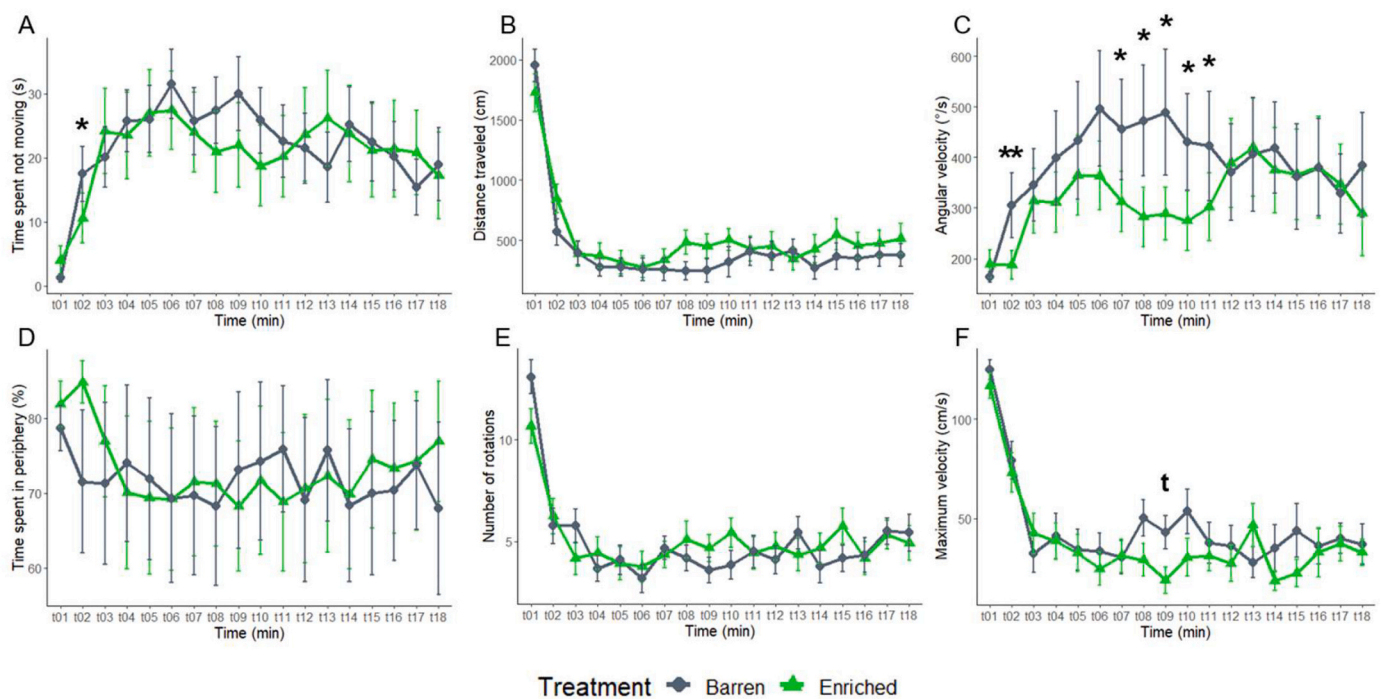 A
Time spent not moving (s)
30
20
10
0
t01 t02 t03 t04 t05 t06 t07 t08 t09 t10 t11 t12 t13 t14 t15 t16 t17 t18
Time (min)
*
B
Distance traveled (cm)
2000
1500
1000
500
t01 t02 t03 t04 t05 t06 t07 t08 t09 t10 t11 t12 t13 t14 t15 t16 t17 t18
Time (min)
C
Angular velocity (°/s)
600
500
400
300
200
t01 t02 t03 t04 t05 t06 t07 t08 t09 t10 t11 t12 t13 t14 t15 t16 t17 t18
Time (min)
** * * * * *
D
Time spent in periphery (%)
80
70
60
t01 t02 t03 t04 t05 t06 t07 t08 t09 t10 t11 t12 t13 t14 t15 t16 t17 t18
Time (min)
E
Number of rotations
10
5
t01 t02 t03 t04 t05 t06 t07 t08 t09 t10 t11 t12 t13 t14 t15 t16 t17 t18
Time (min)
F
Maximum velocity (cm/s)
100
50
t01 t02 t03 t04 t05 t06 t07 t08 t09 t10 t11 t12 t13 t14 t15 t16 t17 t18
Time (min)
t
Treatment Barren Enriched